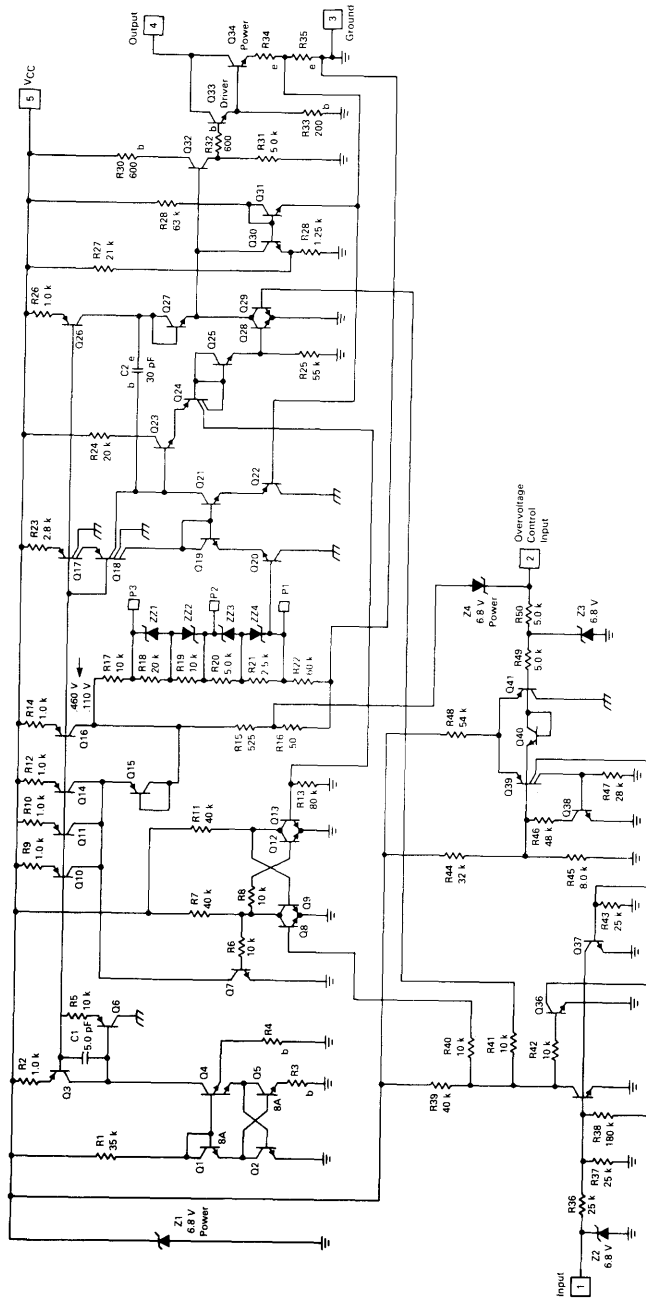 Output
4
VCC
5
Ground
3
Q34
Power
R34
e
R35
e
Q33
Driver
b
R32
600
R33
200
b
R30
600
b
Q32
R31
5.0 k
R28
63 k
Q31
Q30
R28
1.25 k
R27
21 k
R26
1.0 k
Q26
Q27
Q29
Q28
C2
b e
30 pF
Q25
R25
55 k
Q24
Q23
R24
20 k
Q21
Q22
R23
2.8 k
Q17
Q18
Q19
Q20
P3
ZZ1
ZZ2
P2
ZZ3
ZZ4
P1
R17
10 k
R18
20 k
R19
10 k
R20
5.0 k
R21
2.5 k
R22
60 k
460 V
110 V
R14
1.0 k
Q16
R15
525
R16
50
R12
1.0 k
Q14
Q15
R10
1.0 k
Q11
R9
1.0 k
Q10
R11
40 k
Q13
Q12
R13
80 k
R7
40 k
R8
10 k
Q9
Q8
R6
10 k
Q7
R5
10 k
C1
5.0 pF
Q6
R2
1.0 k
Q3
Q4
R4
b
Q5
8A
R3
b
R1
35 k
Q1
8A
Q2
Z1
6.8 V
Power
Overvoltage
Control
Input
2
Z4
6.8 V
Power
R50
5.0 k
Z3
6.8 V
R49
5.0 k
Q41
R48
54 k
Q40
Q39
R46
48 k
Q38
R47
28 k
R44
32 k
R45
8.0 k
Q37
R43
25 k
Q36
R40
10 k
R41
10 k
R42
10 k
R39
40 k
R38
180 k
R37
25 k
R36
25 k
Z2
6.8 V
Input
1